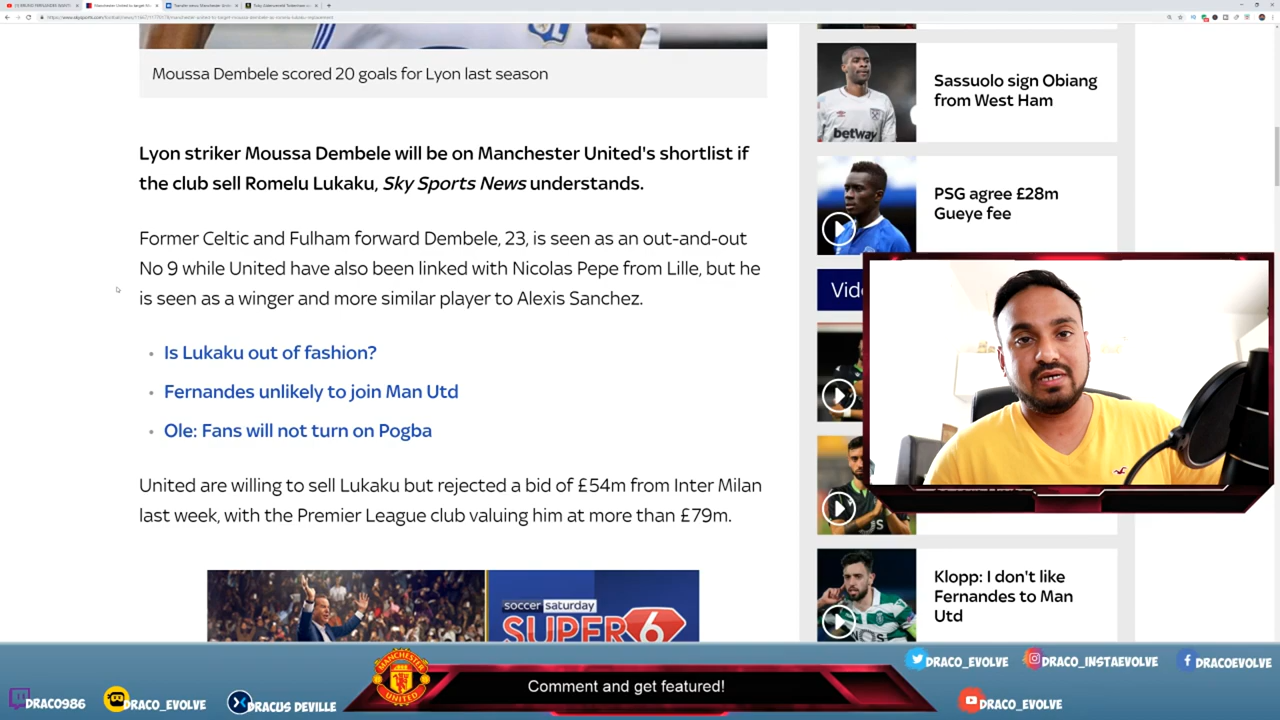 Moussa Dembele scored 20 goals for Lyon last season
Lyon striker Moussa Dembele will be on Manchester United's shortlist if
the club sell Romelu Lukaku, Sky Sports News understands.
Former Celtic and Fulham forward Dembele, 23, is seen as an out-and-out
No 9 while United have also been linked with Nicolas Pepe from Lille, but he
is seen as a winger and more similar player to Alexis Sanchez.
• Is Lukaku out of fashion?
• Fernandes unlikely to join Man Utd
• Ole: Fans will not turn on Pogba
United are willing to sell Lukaku but rejected a bid of £54m from Inter Milan
last week, with the Premier League club valuing him at more than £79m.
soccer saturday
SUPER 6
betway
Sassuolo sign Obiang
from West Ham
PSG agree £28m
Gueye fee
Klopp: I don't like
Fernandes to Man
Utd
MANCHESTER
UNITED
Comment and get featured!
DRACO986
DRACO_EVOLVE
DRACUS DEVILLE
DRACO_EVOLVE
DRACO_INSTAEVOLVE
DRACOEVOLVE
DRACO_EVOLVE